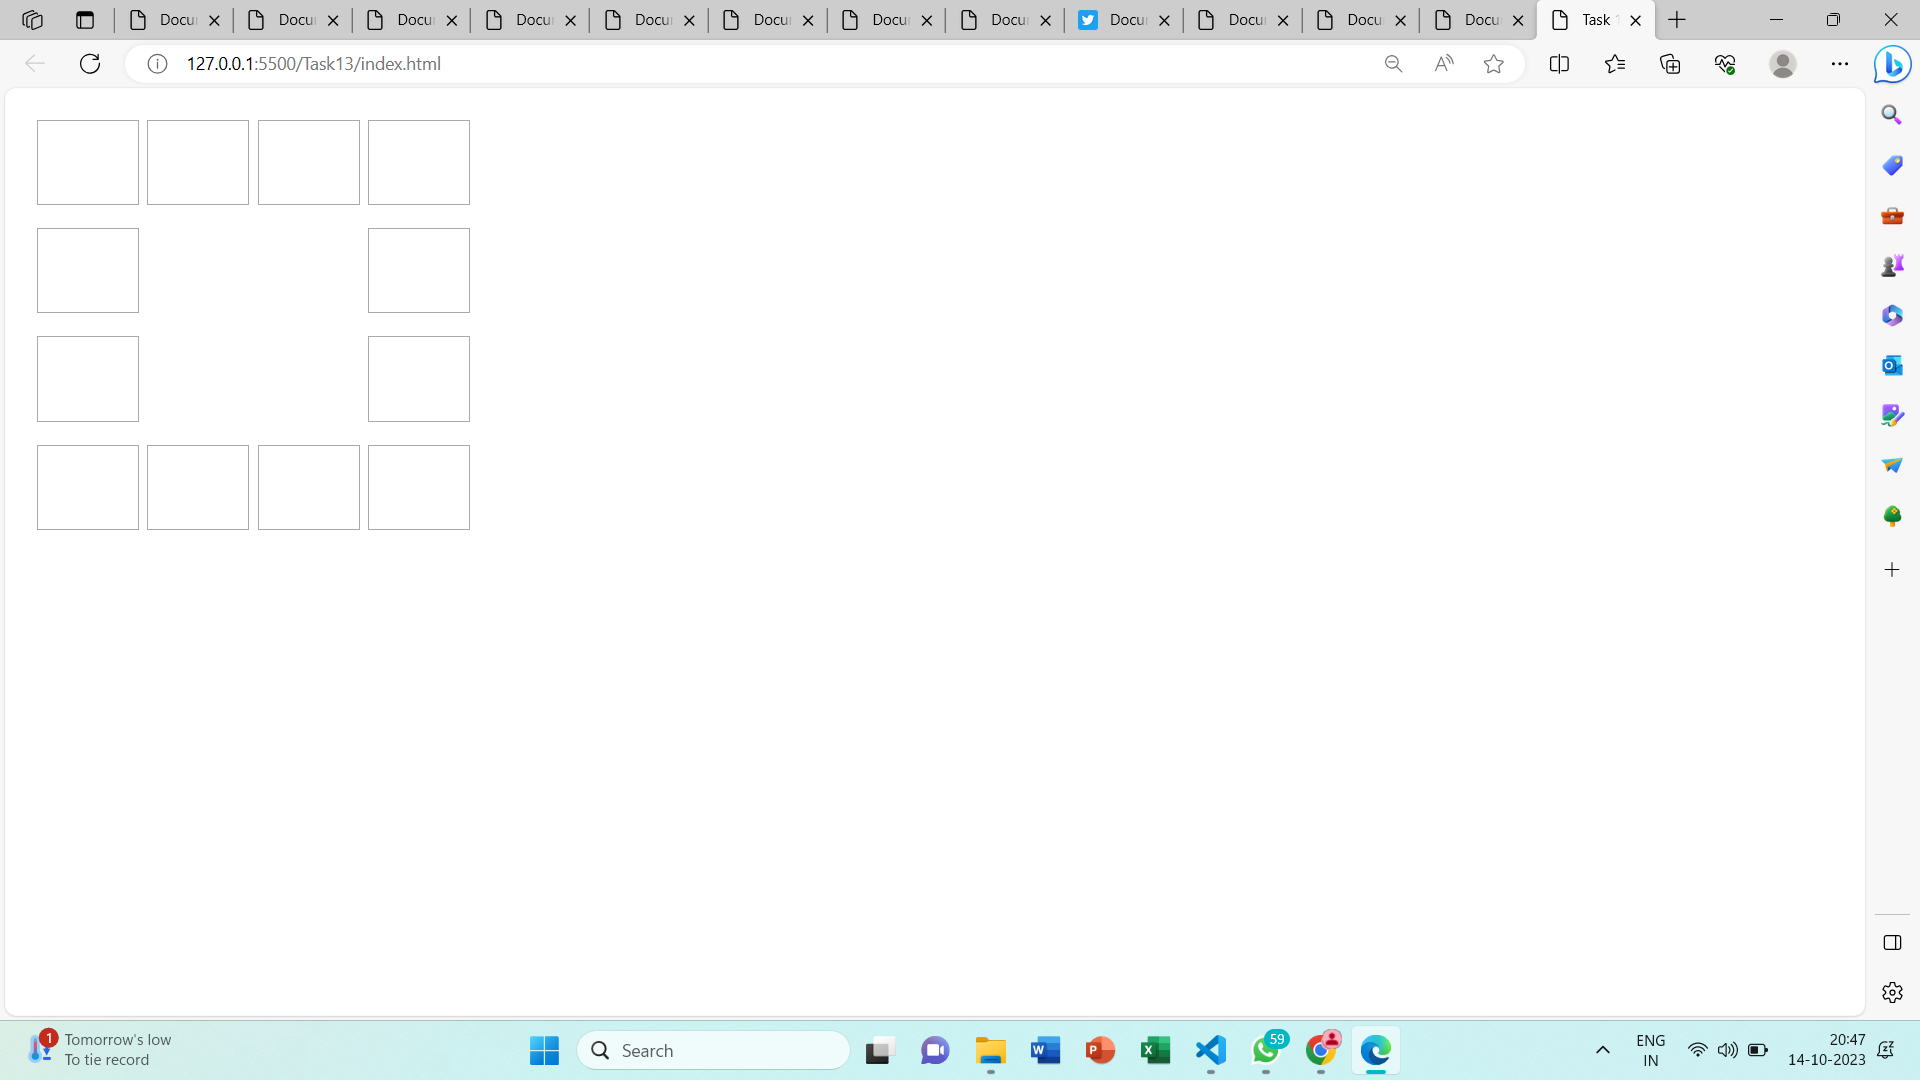 Docu Docu Docu Docu Docu Docu Docu Docu Docu Docu Docu Docu Task
127.0.0.1:5500/Task13/index.html
1 Tomorrow's low
To tie record
Search
59
ENG
IN
20:47
14-10-2023